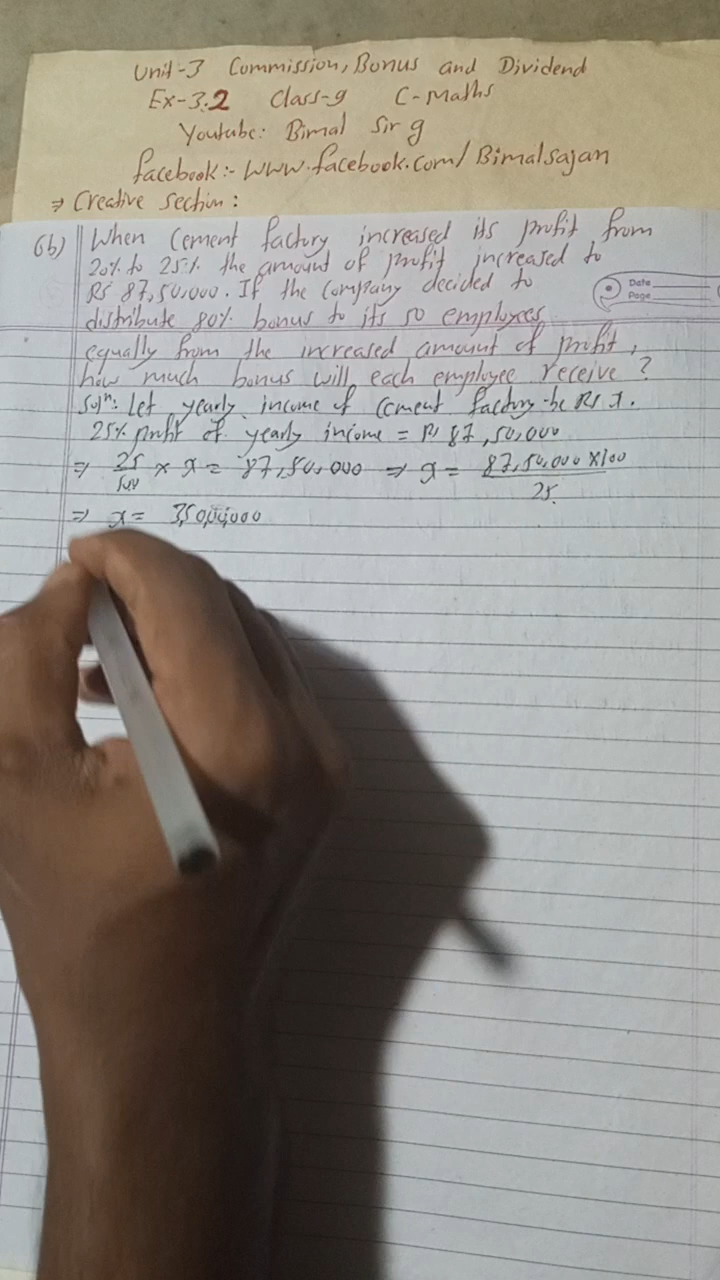 Unit-3 Commission, Bonus and Dividend
Ex-3.2 Class-9 C-Maths
Youtube: Bimal Sir g
facebook:- www.facebook.com/Bimalsajan
⇒ Creative section:
6b) When Cement factory increased its profit from
20% to 25% the amount of profit increased to
RS 87,50,000. If the Company decided to
Date
Page
distribute 80% bonus to its 50 employees
equally from the increased amount of profit,
how much bonus will each employee receive?
Solⁿ: Let yearly income of Cement factory be RS x.
25% profit of yearly income = RS 87,50,000
⇒ 25/100 × x = 87,50,000 ⇒ x = 87,50,000 × 100/25
⇒ x = 3,50,00,000